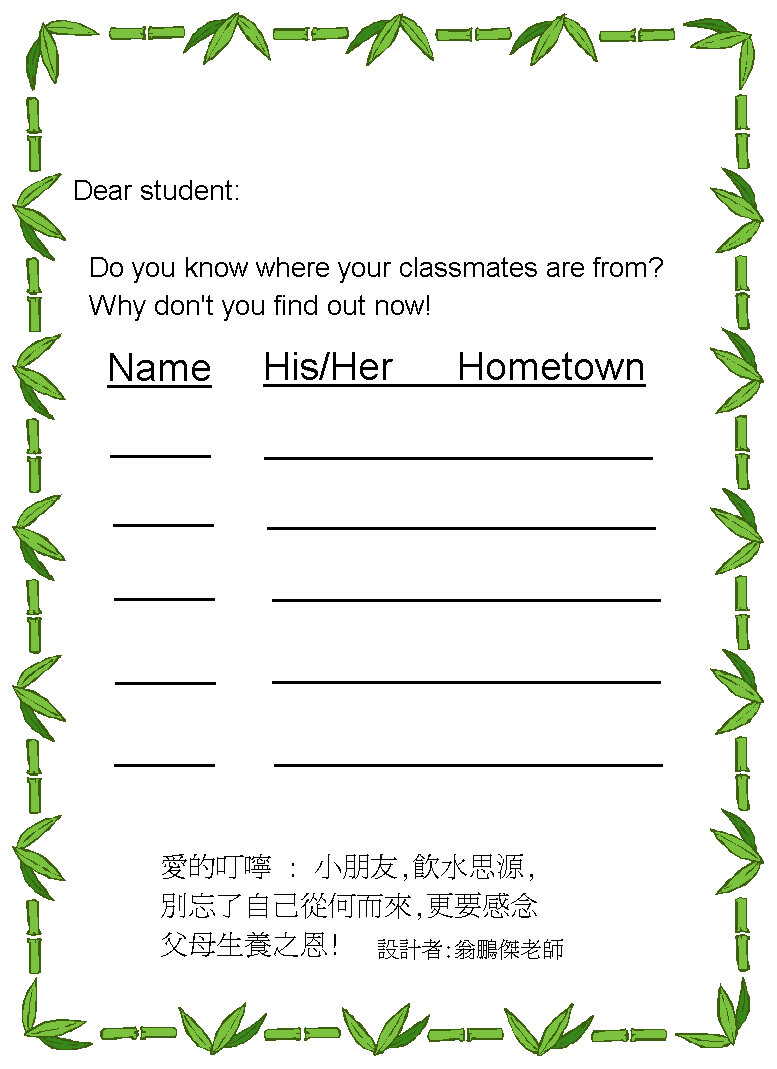 Dear student:
Do you know where your classmates are from?
Why don't you find out now!
Name His/Her Hometown
愛的叮嚀 : 小朋友,飲水思源,
別忘了自己從何而來,更要感念
父母生養之恩! 設計者:翁鵬傑老師